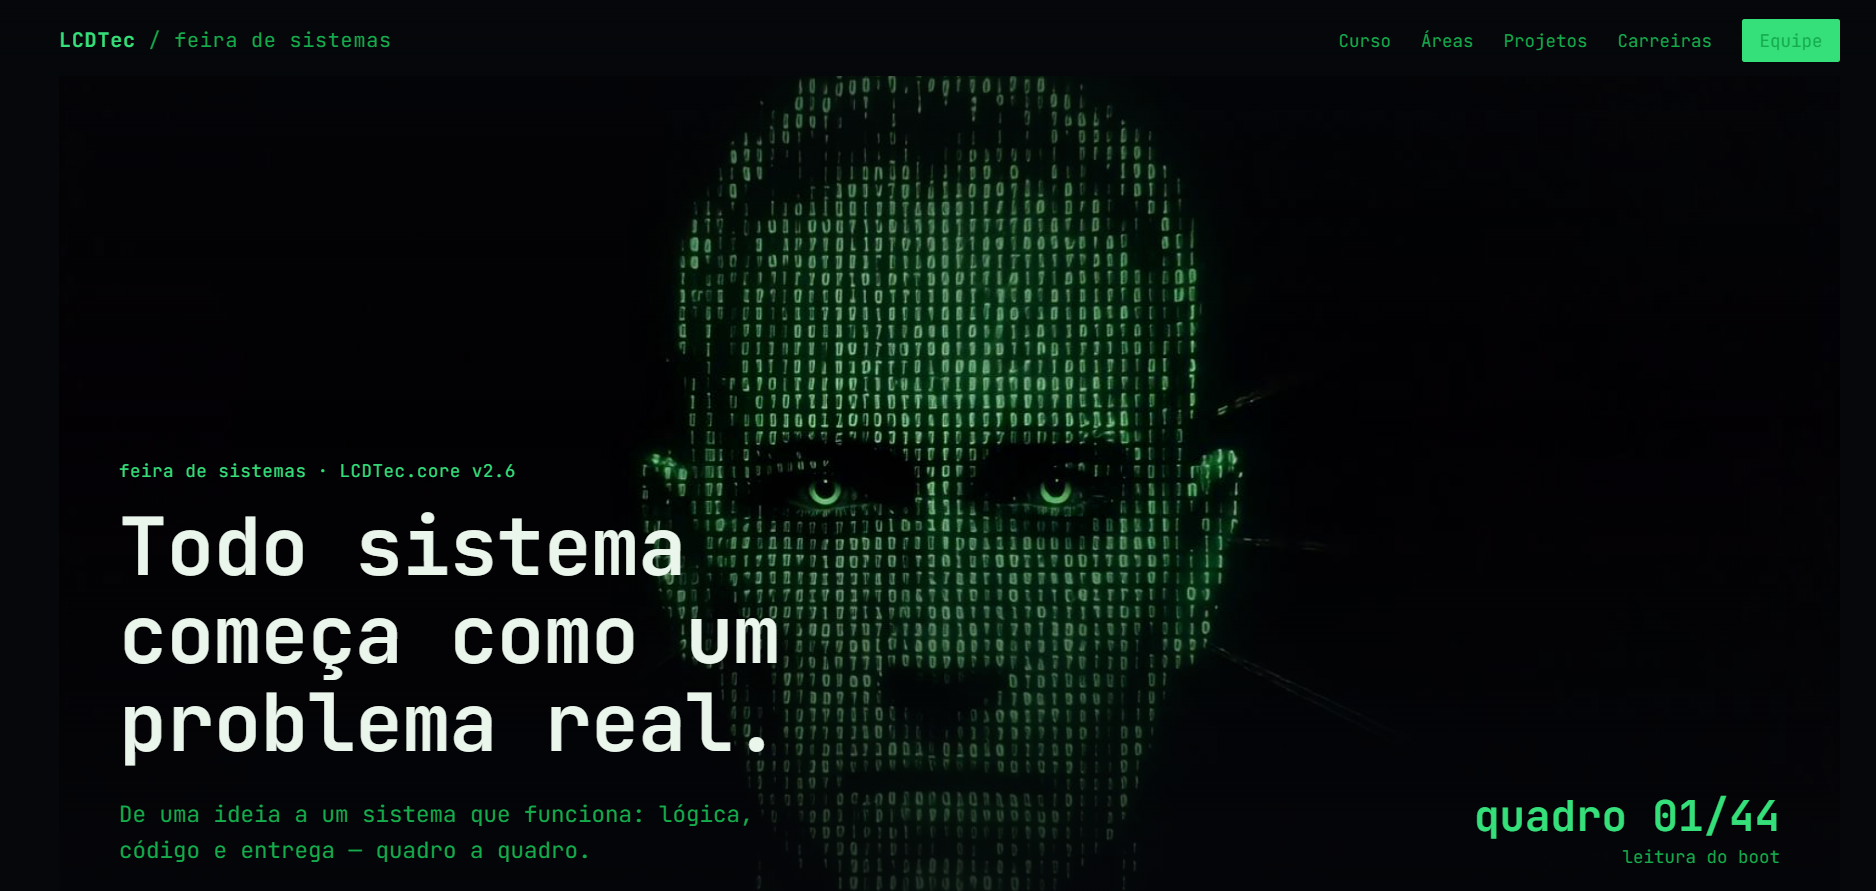 LCDTec / feira de sistemas
Curso Áreas Projetos Carreiras Equipe
feira de sistemas · LCDTec.core v2.6
Todo sistema
começa como um
problema real.
De uma ideia a um sistema que funciona: lógica,
código e entrega — quadro a quadro.
quadro 01/44
leitura do boot